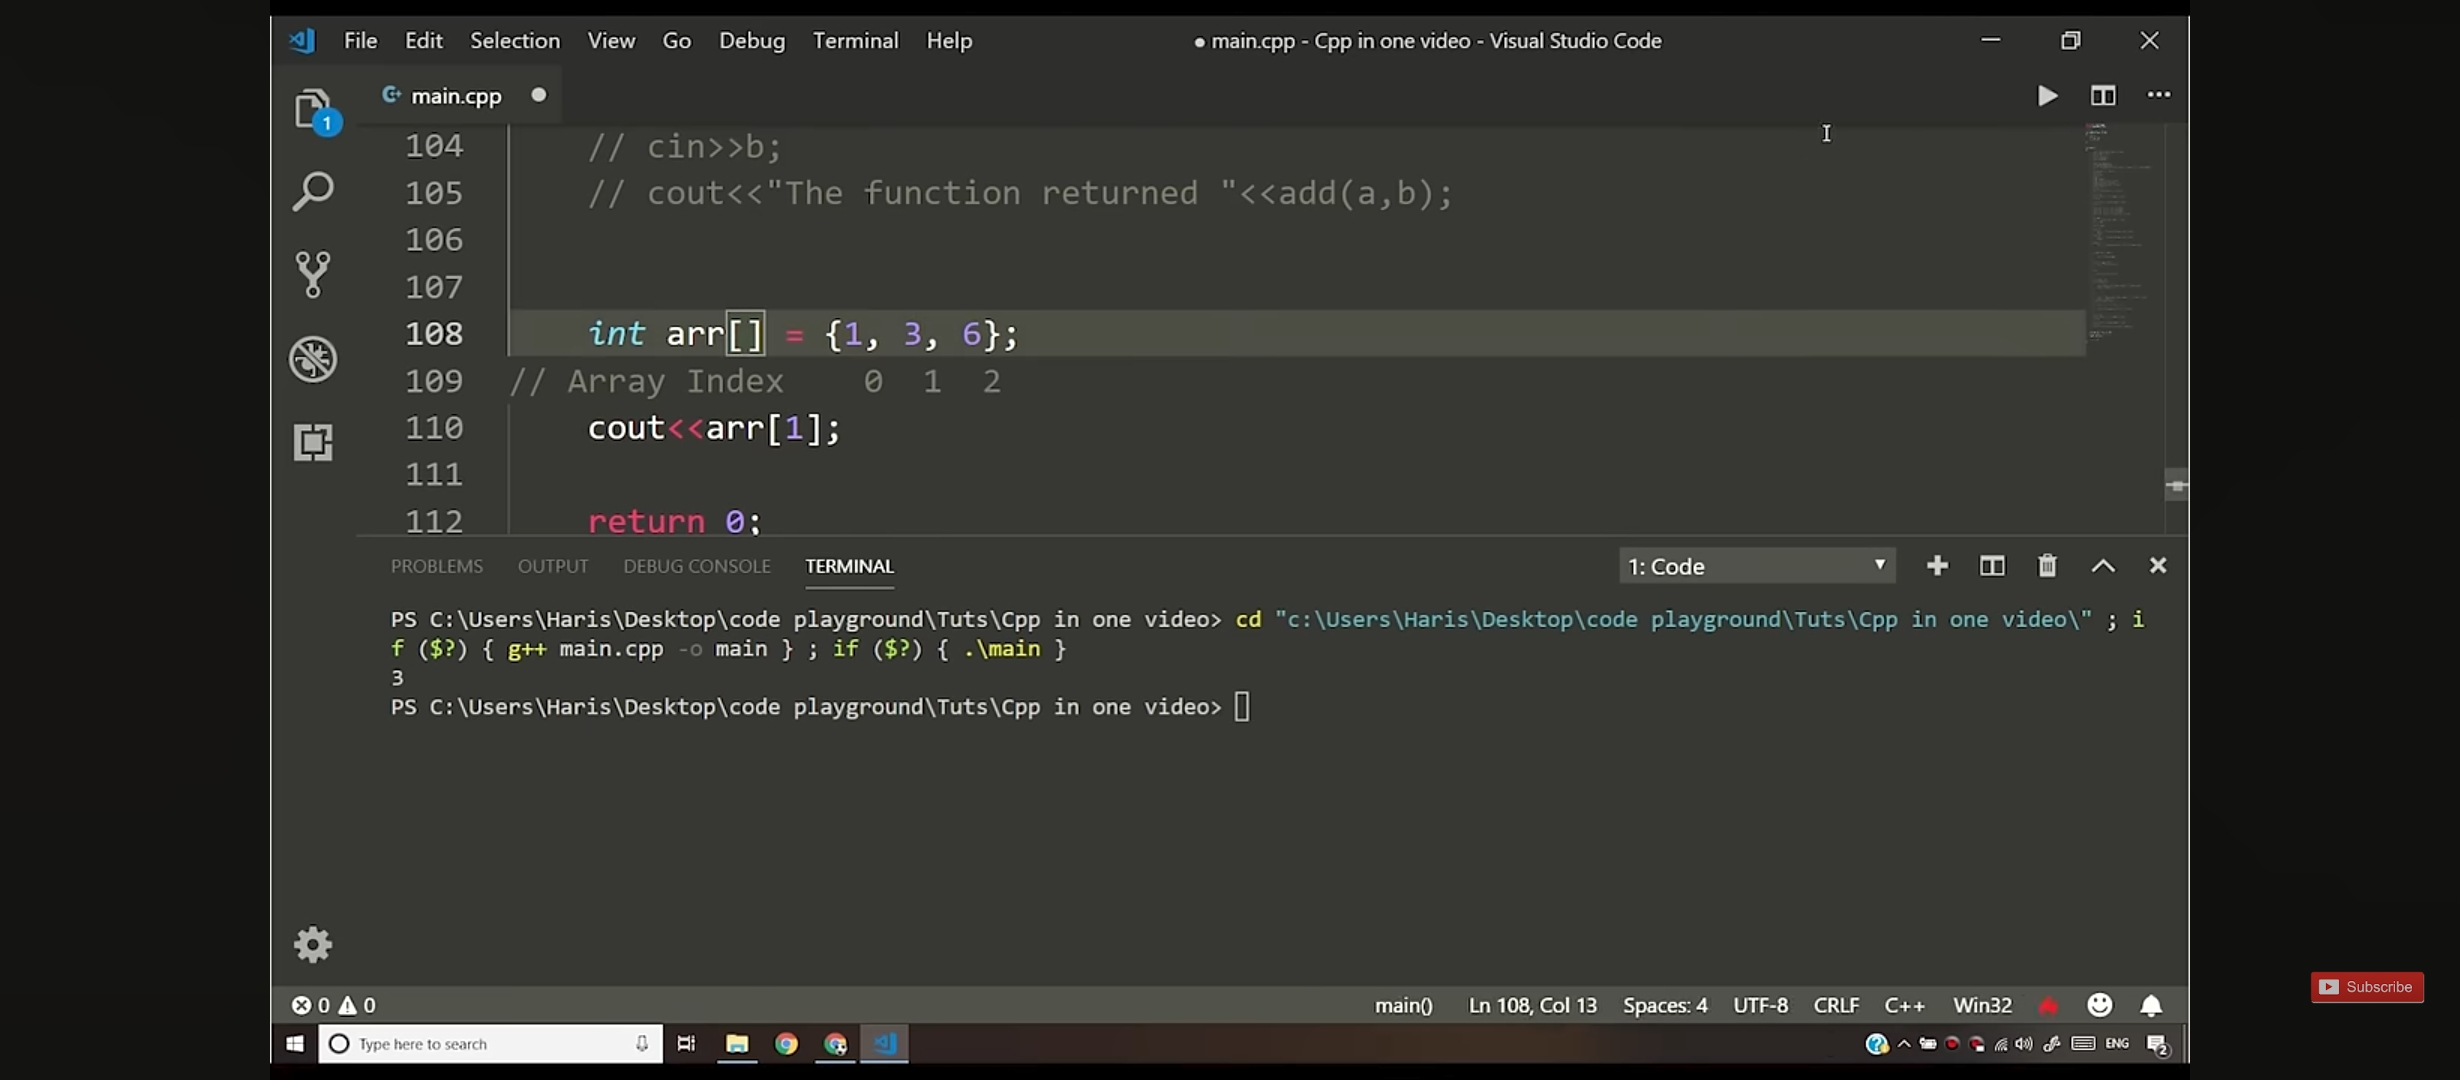 File Edit Selection View Go Debug Terminal Help ● main.cpp - Cpp in one video - Visual Studio Code
main.cpp
1
104 // cin>>b;
105 // cout<<"The function returned "<<add(a,b);
106
107
108 int arr[] = {1, 3, 6};
109 // Array Index 0 1 2
110 cout<<arr[1];
111
112 return 0;
PROBLEMS OUTPUT DEBUG CONSOLE TERMINAL 1: Code
PS C:\Users\Haris\Desktop\code playground\Tuts\Cpp in one video> cd "c:\Users\Haris\Desktop\code playground\Tuts\Cpp in one video\" ; i
f ($?) { g++ main.cpp -o main } ; if ($?) { .\main }
3
PS C:\Users\Haris\Desktop\code playground\Tuts\Cpp in one video>
Subscribe
0 0 main() Ln 108, Col 13 Spaces: 4 UTF-8 CRLF C++ Win32
Type here to search ENG 2